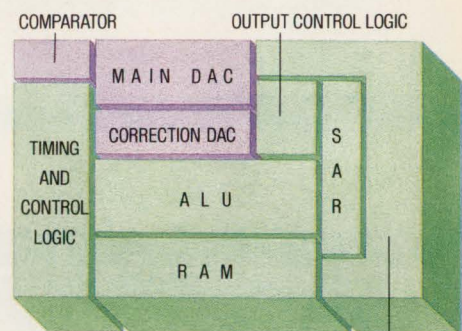 COMPARATOR
OUTPUT CONTROL LOGIC
MAIN DAC
CORRECTION DAC
TIMING
AND
CONTROL
LOGIC
S
A
R
ALU
RAM